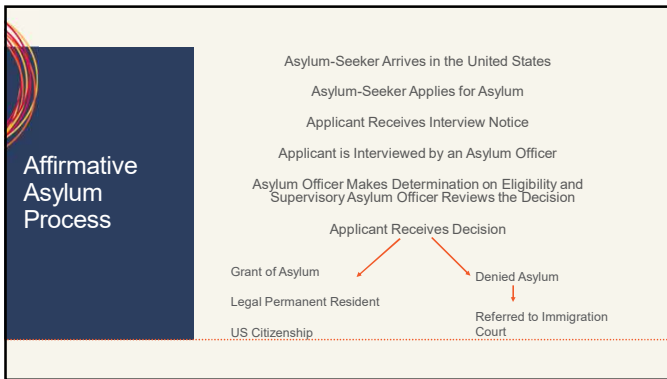 Affirmative
Asylum
Process
Asylum-Seeker Arrives in the United States
Asylum-Seeker Applies for Asylum
Applicant Receives Interview Notice
Applicant is Interviewed by an Asylum Officer
Asylum Officer Makes Determination on Eligibility and
Supervisory Asylum Officer Reviews the Decision
Applicant Receives Decision
Grant of Asylum
Legal Permanent Resident
US Citizenship
Denied Asylum
Referred to Immigration
Court